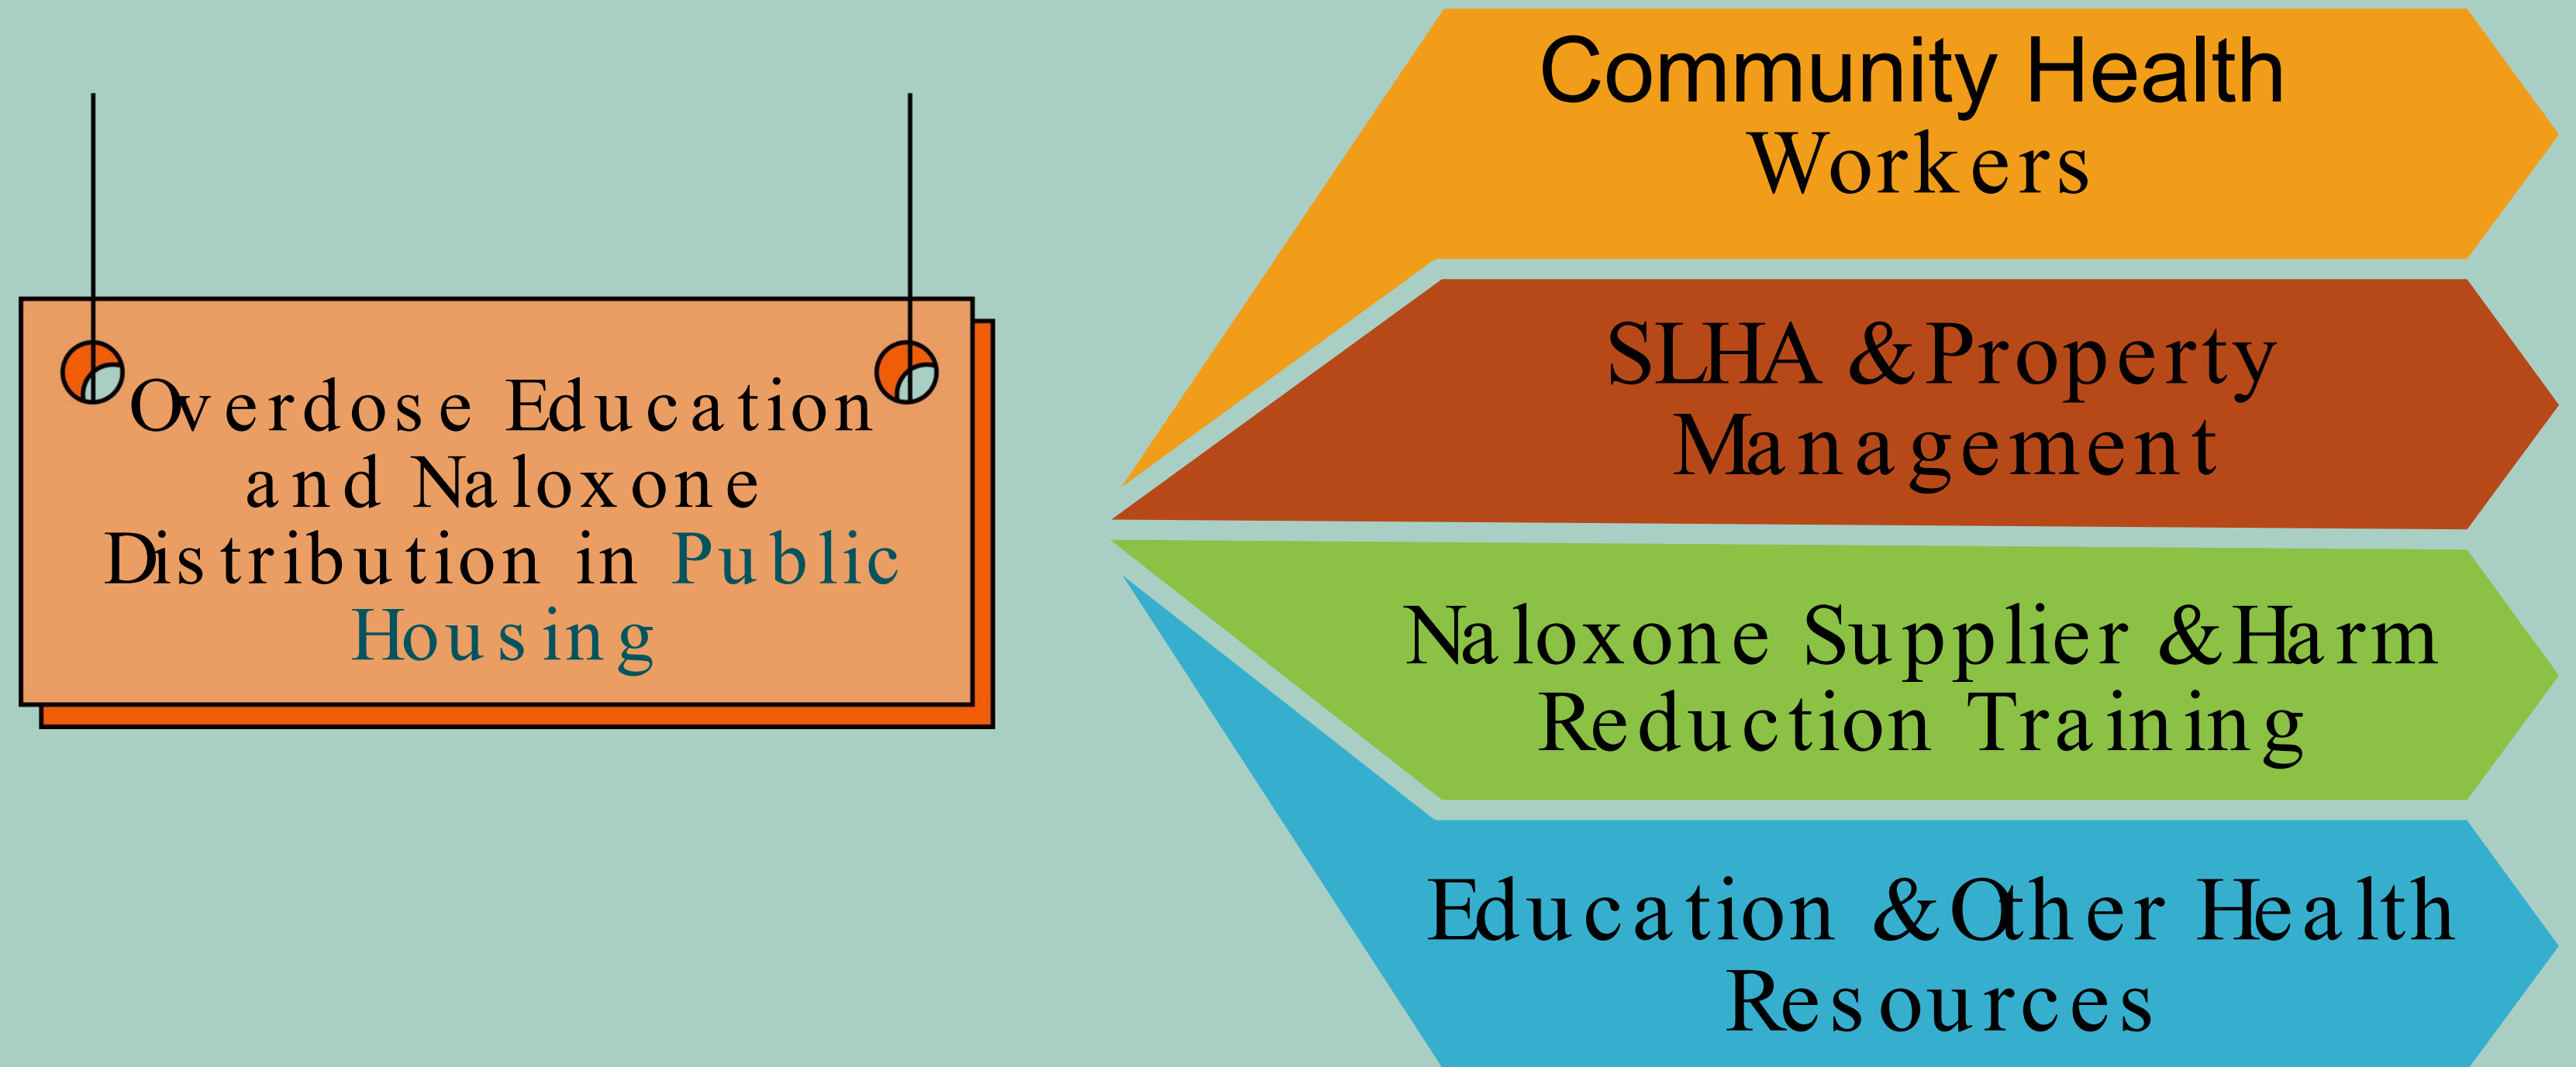 Overdose Education
and Naloxone
Distribution in Public
Housing
Community Health
Workers
SLHA & Property
Management
Naloxone Supplier & Harm
Reduction Training
Education & Other Health
Resources